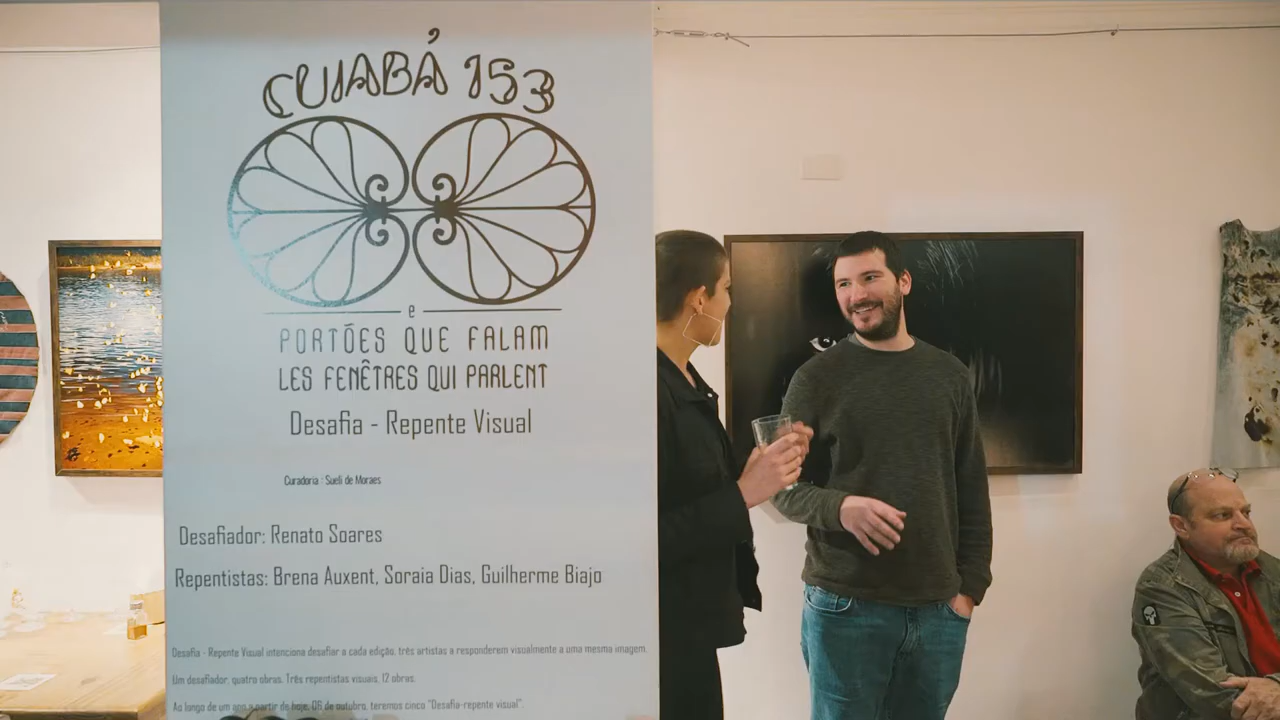 CUIABÁ 153
e
PORTÕES QUE FALAM
LES FENÊTRES QUI PARLENT
Desafia - Repente Visual
Curadoria : Sueli de Moraes
Desafiador: Renato Soares
Repentistas: Brena Auxent, Soraia Dias, Guilherme Biajo
Desafia - Repente Visual intenciona desafiar a cada edição, três artistas a responderem visualmente a uma mesma imagem.
Um desafiador, quatro obras. Três repentistas visuais, 12 obras.
Ao longo de um ano a partir de hoje, 06 de outubro, teremos cinco "Desafia-repente visual".